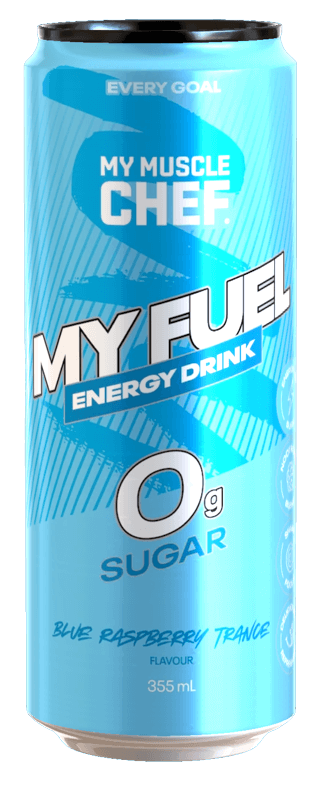 EVERY GOAL
MY MUSCLE
CHEF.
MY FUEL
ENERGY DRINK
0g
SUGAR
BLUE RASPBERRY TRANCE
FLAVOUR
355 mL